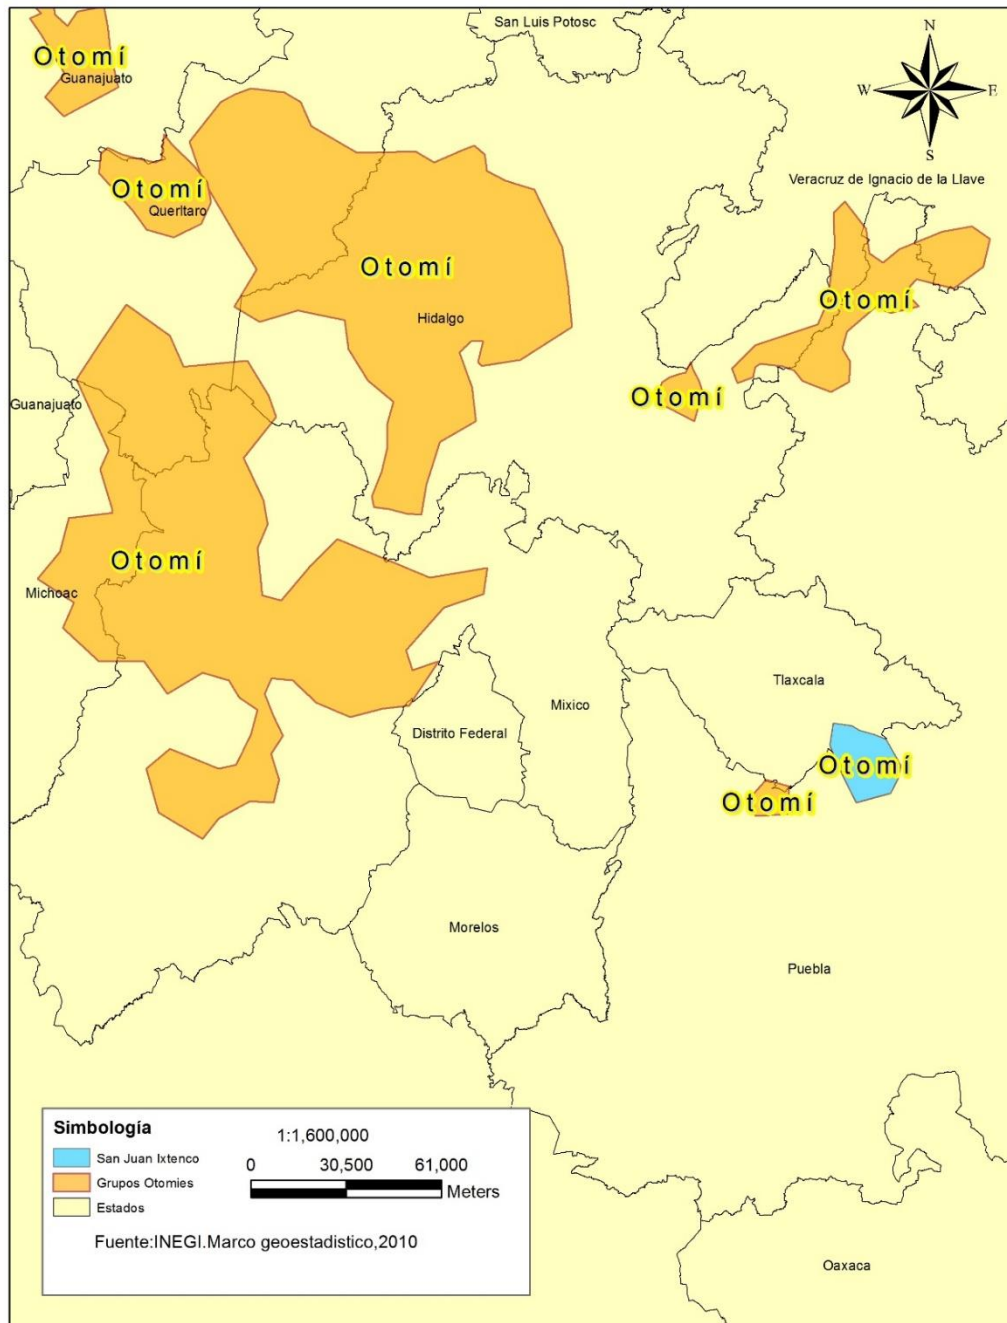 San Luis Potosc
N
Otomí
Guanajuato
W
E
S
Veracruz de Ignacio de la Llave
Otomí
Querltaro
Otomí
Otomí
Hidalgo
Otomí
Guanajuato
Otomí
Michoac
Tlaxcala
Mixico
Distrito Federal
Otomí
Otomí
Morelos
Puebla
Simbología
San Juan Ixtenco
Grupos Otomies
Estados
1:1,600,000
0 30,500 61,000
Meters
Fuente:INEGI.Marco geoestadistico,2010
Oaxaca